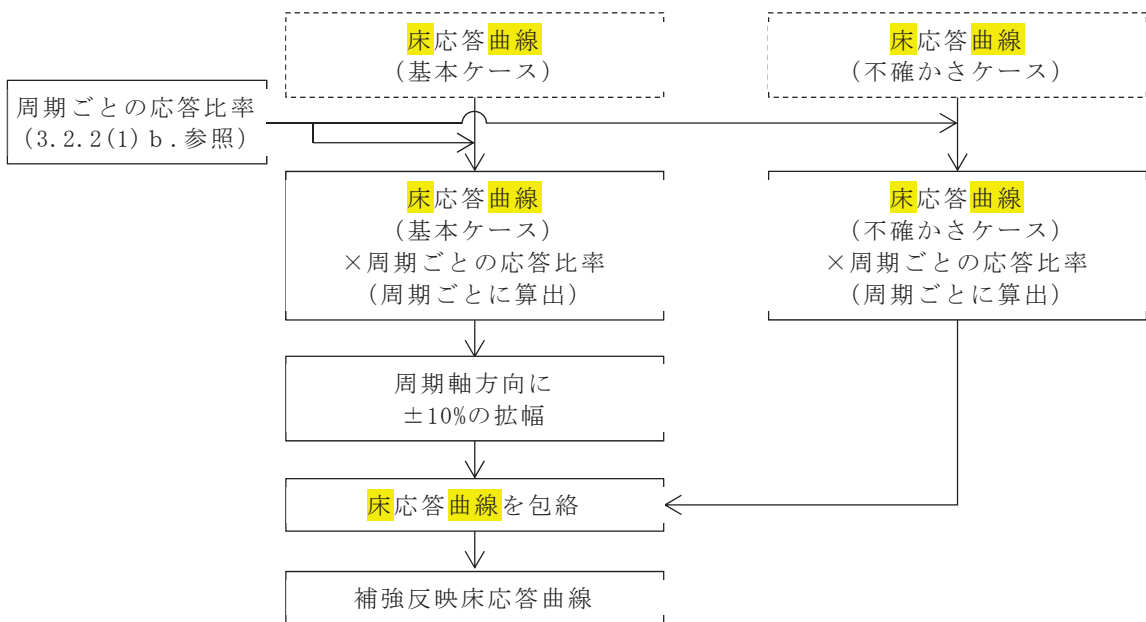 床応答曲線
(基本ケース)
床応答曲線
(不確かさケース)
周期ごとの応答比率
(3.2.2(1)b.参照)
床応答曲線
(基本ケース)
×周期ごとの応答比率
(周期ごとに算出)
床応答曲線
(不確かさケース)
×周期ごとの応答比率
(周期ごとに算出)
周期軸方向に
±10%の拡幅
床応答曲線を包絡
補強反映床応答曲線